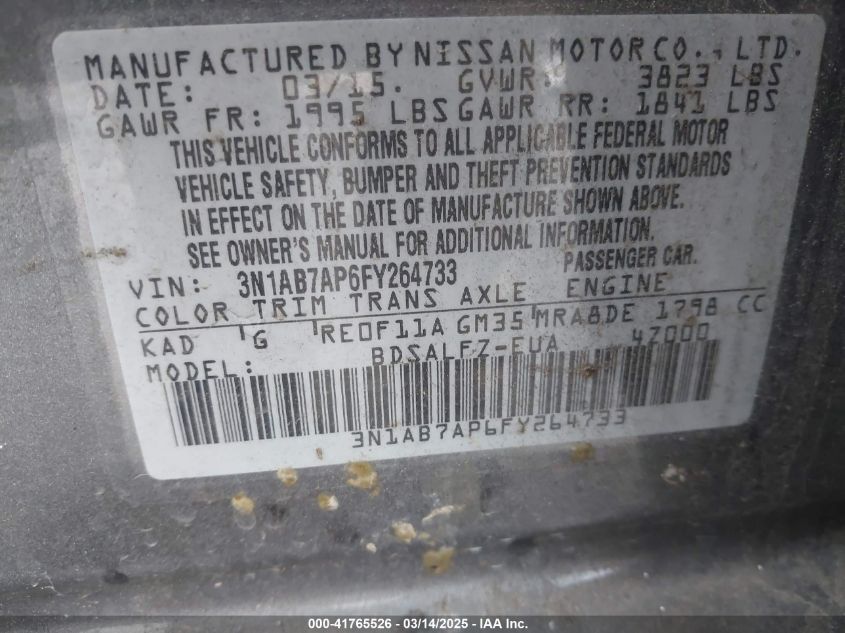 MANUFACTURED BY NISSAN MOTOR CO., LTD.
DATE: 03/15. GVWR: 3823 LBS
GAWR FR: 1995 LBS GAWR RR: 1841 LBS
THIS VEHICLE CONFORMS TO ALL APPLICABLE FEDERAL MOTOR
VEHICLE SAFETY, BUMPER AND THEFT PREVENTION STANDARDS
IN EFFECT ON THE DATE OF MANUFACTURE SHOWN ABOVE.
SEE OWNER'S MANUAL FOR ADDITIONAL INFORMATION.
VIN: 3N1AB7AP6FY264733 PASSENGER CAR.
COLOR TRIM TRANS AXLE ENGINE
KAD 'G 'RE0F11A GM35 'MRA8DE 1798 CC
MODEL: BDSALFZ-EUA 4Z000
3N1AB7AP6FY264733
000-41765526 - 03/14/2025 - IAA Inc.